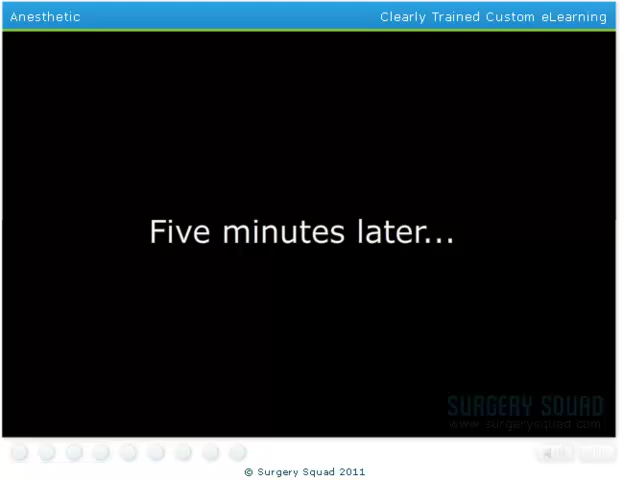 Anesthetic
Clearly Trained Custom eLearning
Five minutes later...
SURGERY SQUAD
www.surgerysquad.com
© Surgery Squad 2011